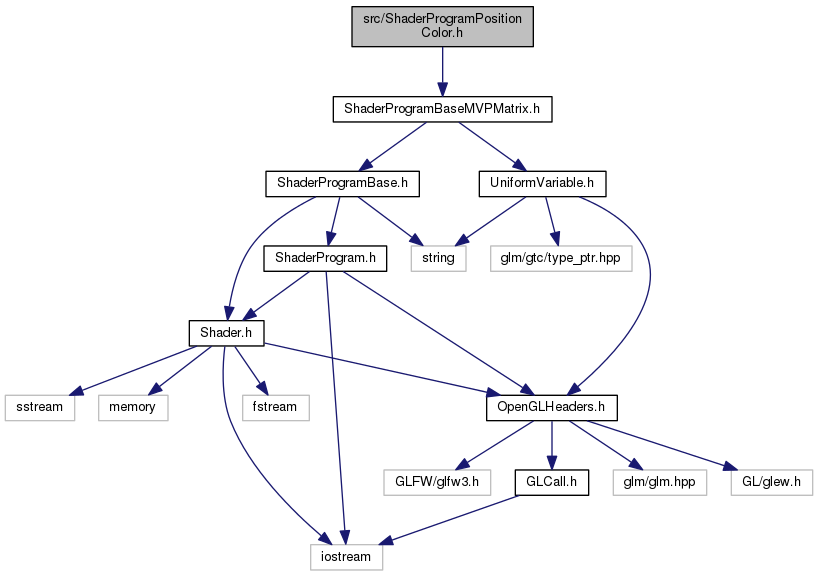 src/ShaderProgramPosition
Color.h
ShaderProgramBaseMVPMatrix.h
ShaderProgramBase.h
UniformVariable.h
ShaderProgram.h
string
glm/gtc/type_ptr.hpp
Shader.h
sstream
memory
fstream
OpenGLHeaders.h
GLFW/glfw3.h
GLCall.h
glm/glm.hpp
GL/glew.h
iostream